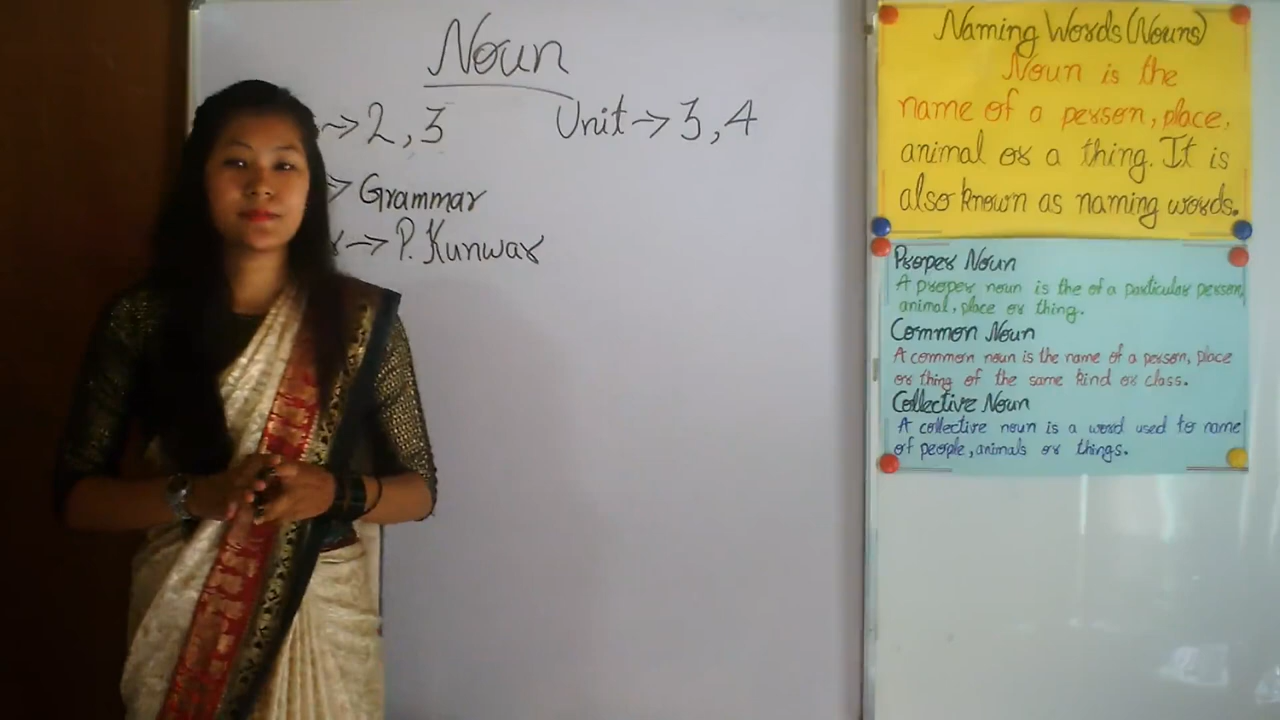 Noun
→ 2, 3 Unit → 3, 4
→ Grammar
→ P. Kunwar
Naming Words (Nouns)
Noun is the
name of a person, place,
animal or a thing. It is
also known as naming words.
Proper Noun
A proper noun is the of a particular person,
animal, place or thing.
Common Noun
A common noun is the name of a person, place
or thing of the same kind or class.
Collective Noun
A collective noun is a word used to name
of people, animals or things.